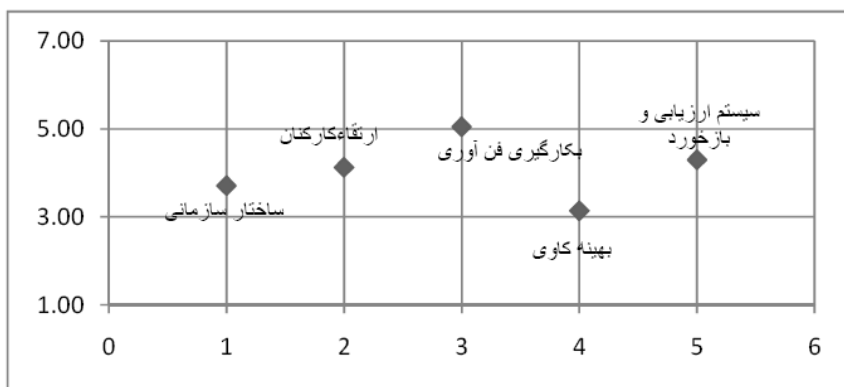 7.00
5.00
3.00
1.00
سیستم ارزیابی و
بازخورد
ارتقاءکارکنان
بکارگیری فن آوری
ساختار سازمانی
بهینه کاوی
0 1 2 3 4 5 6